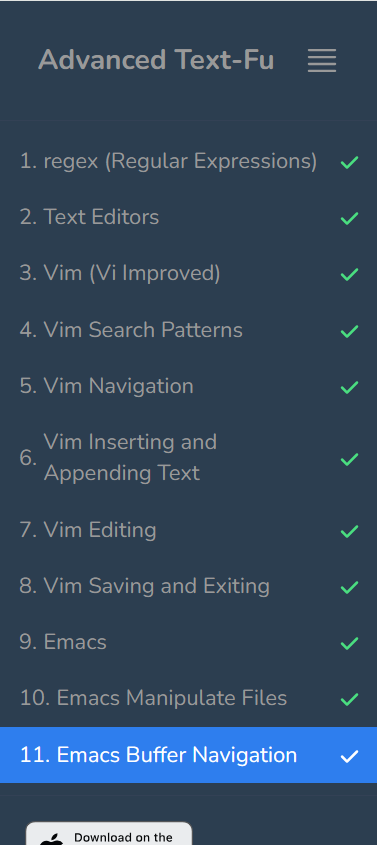 Advanced Text-Fu
1. regex (Regular Expressions)
2. Text Editors
3. Vim (Vi Improved)
4. Vim Search Patterns
5. Vim Navigation
6. Vim Inserting and
Appending Text
7. Vim Editing
8. Vim Saving and Exiting
9. Emacs
10. Emacs Manipulate Files
11. Emacs Buffer Navigation
Download on the